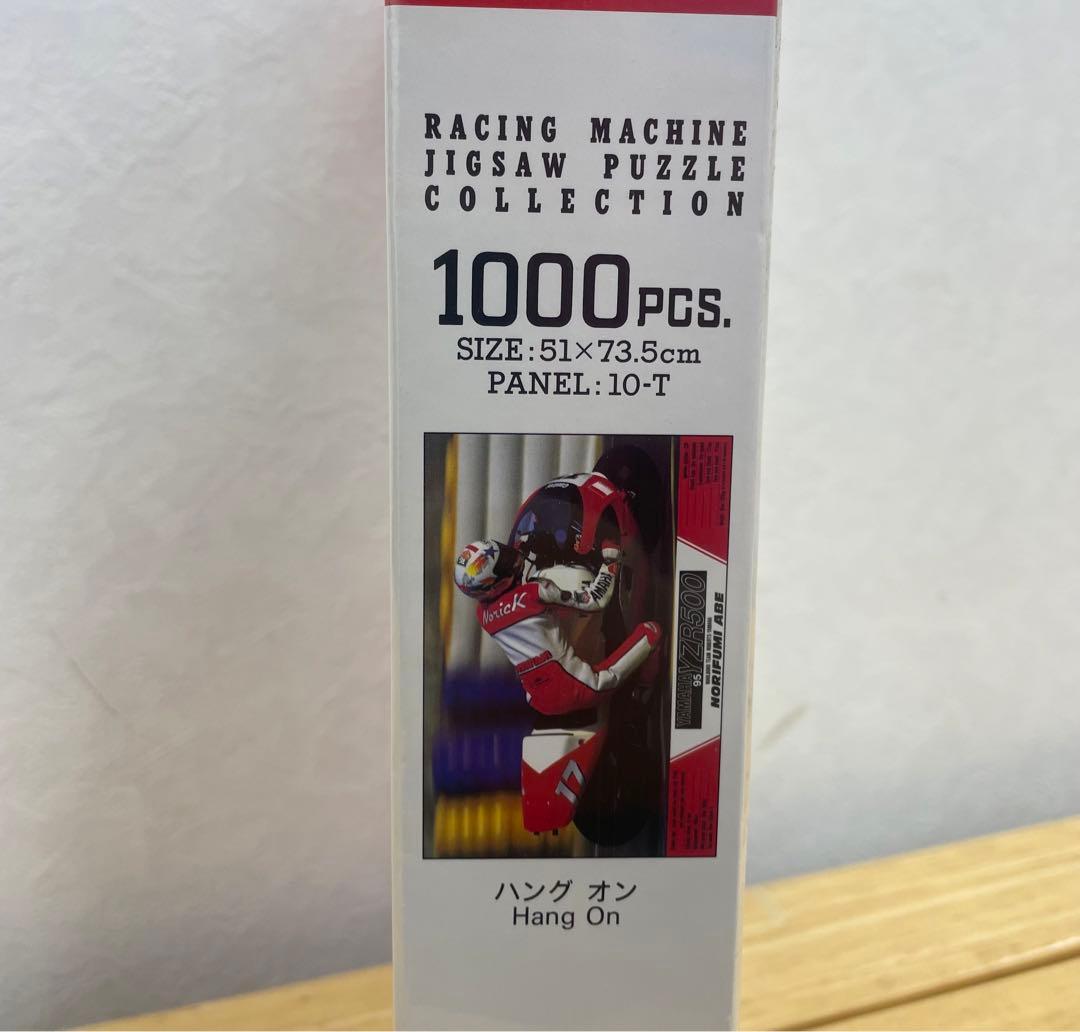 RACING MACHINE
JIGSAW PUZZLE
COLLECTION
1000PCS.
SIZE:51×73.5cm
PANEL:10-T
NoricK
YAMAHA
17
YAMAHA YZR500
95
NORIFUMI ABE
ハング オン
Hang On